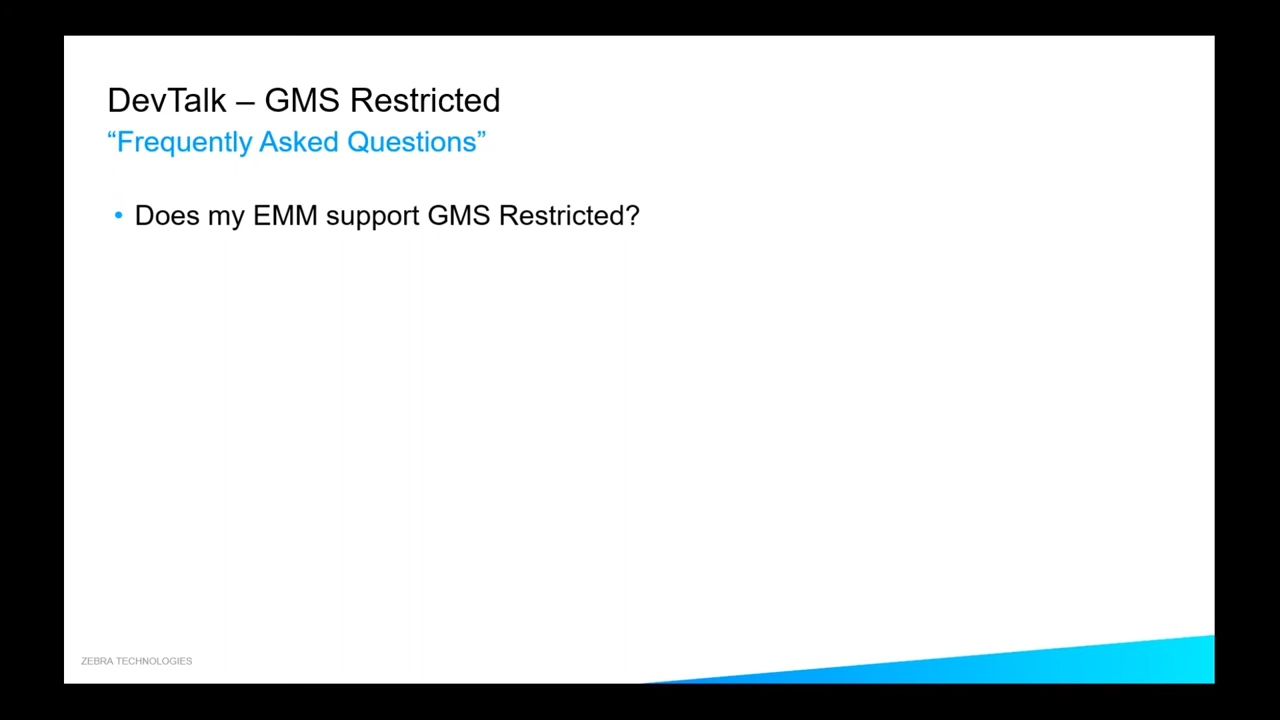 DevTalk – GMS Restricted
“Frequently Asked Questions”
• Does my EMM support GMS Restricted?
ZEBRA TECHNOLOGIES